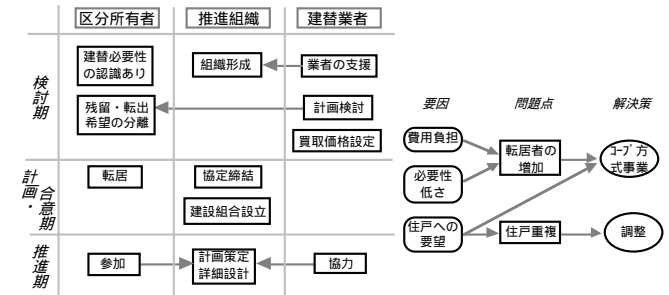 区分所有者
推進組織
建替業者
検討期
建替必要性
の認識あり
組織形成
業者の支援
残留・転出
希望の分離
計画検討
買取価格設定
計画・
合意期
転居
協定締結
建設組合設立
推進期
参加
計画策定
詳細設計
協力
要因
問題点
解決策
費用負担
転居者の
増加
コープ方
式事業
必要性
低さ
住戸への
要望
住戸重複
調整